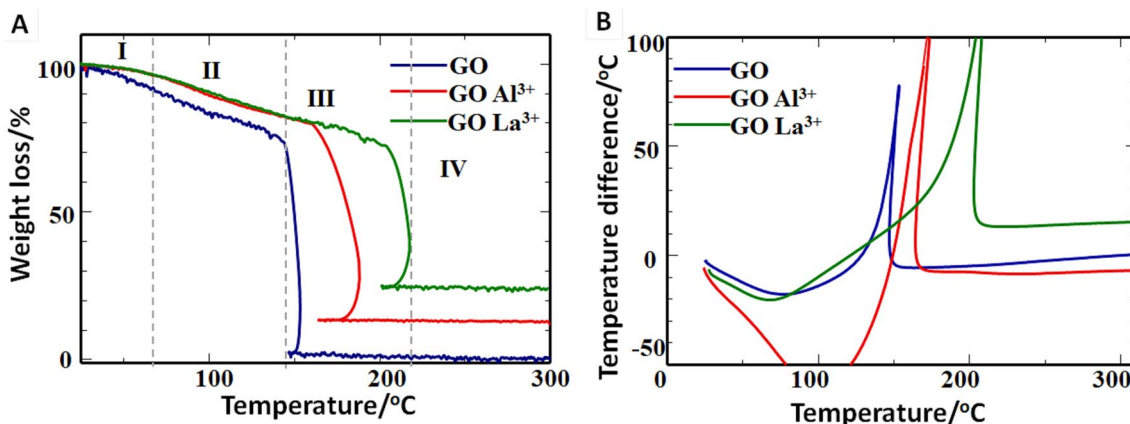 A
I
II
III
IV
GO
GO Al³⁺
GO La³⁺
100
50
0
Weight loss/%
100
200
300
Temperature/°C
B
GO
GO Al³⁺
GO La³⁺
100
50
0
-50
Temperature difference/°C
0
100
200
300
Temperature/°C